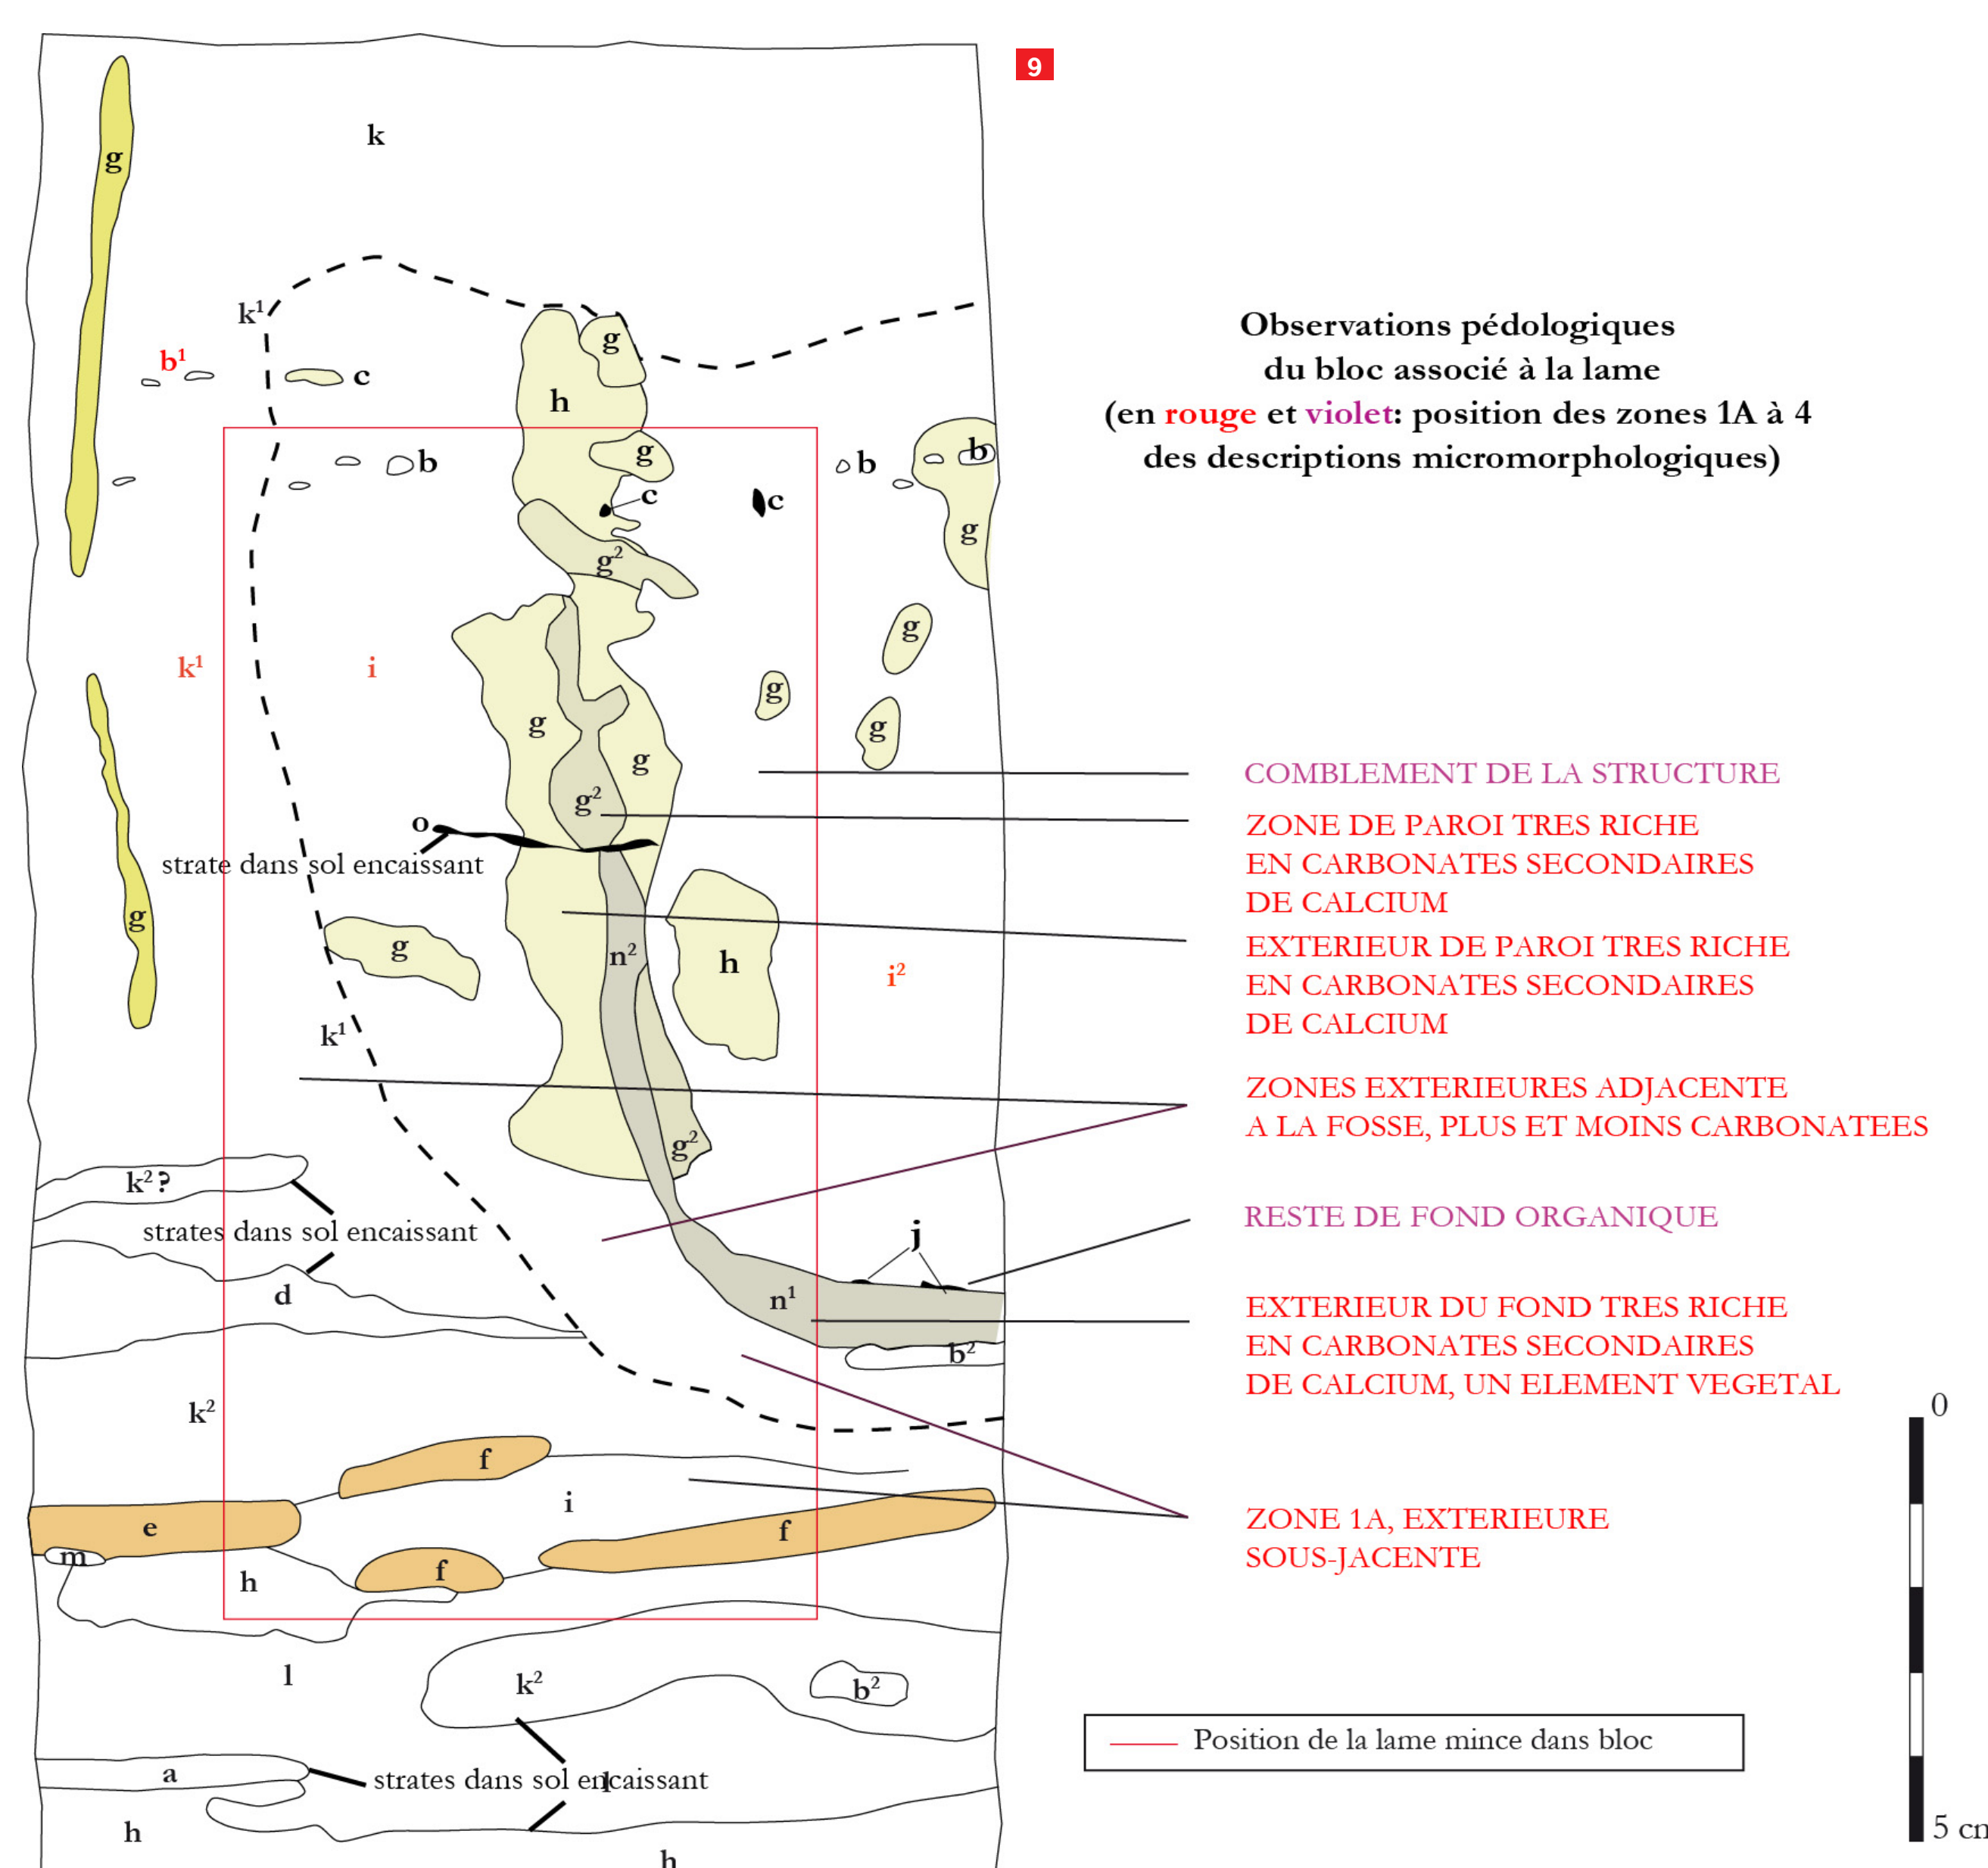 9
k
g
k¹
g
b¹
c
h
g
b
b
b
c
c
g
g²
g
k¹
i
g
g
g
g
g
g²
o
strate dans sol encaissant
g
g
n²
h
i²
k¹
g²
k² ?
strates dans sol encaissant
j
d
n¹
b²
k²
f
i
e
f
m
f
h
l
k²
b²
a
strates dans sol encaissant
h
h
Observations pédologiques
du bloc associé à la lame
(en rouge et violet: position des zones 1A à 4
des descriptions micromorphologiques)
COMBLEMENT DE LA STRUCTURE
ZONE DE PAROI TRES RICHE
EN CARBONATES SECONDAIRES
DE CALCIUM
EXTERIEUR DE PAROI TRES RICHE
EN CARBONATES SECONDAIRES
DE CALCIUM
ZONES EXTERIEURES ADJACENTE
A LA FOSSE, PLUS ET MOINS CARBONATEES
RESTE DE FOND ORGANIQUE
EXTERIEUR DU FOND TRES RICHE
EN CARBONATES SECONDAIRES
DE CALCIUM, UN ELEMENT VEGETAL
ZONE 1A, EXTERIEURE
SOUS-JACENTE
Position de la lame mince dans bloc
0
5 cm